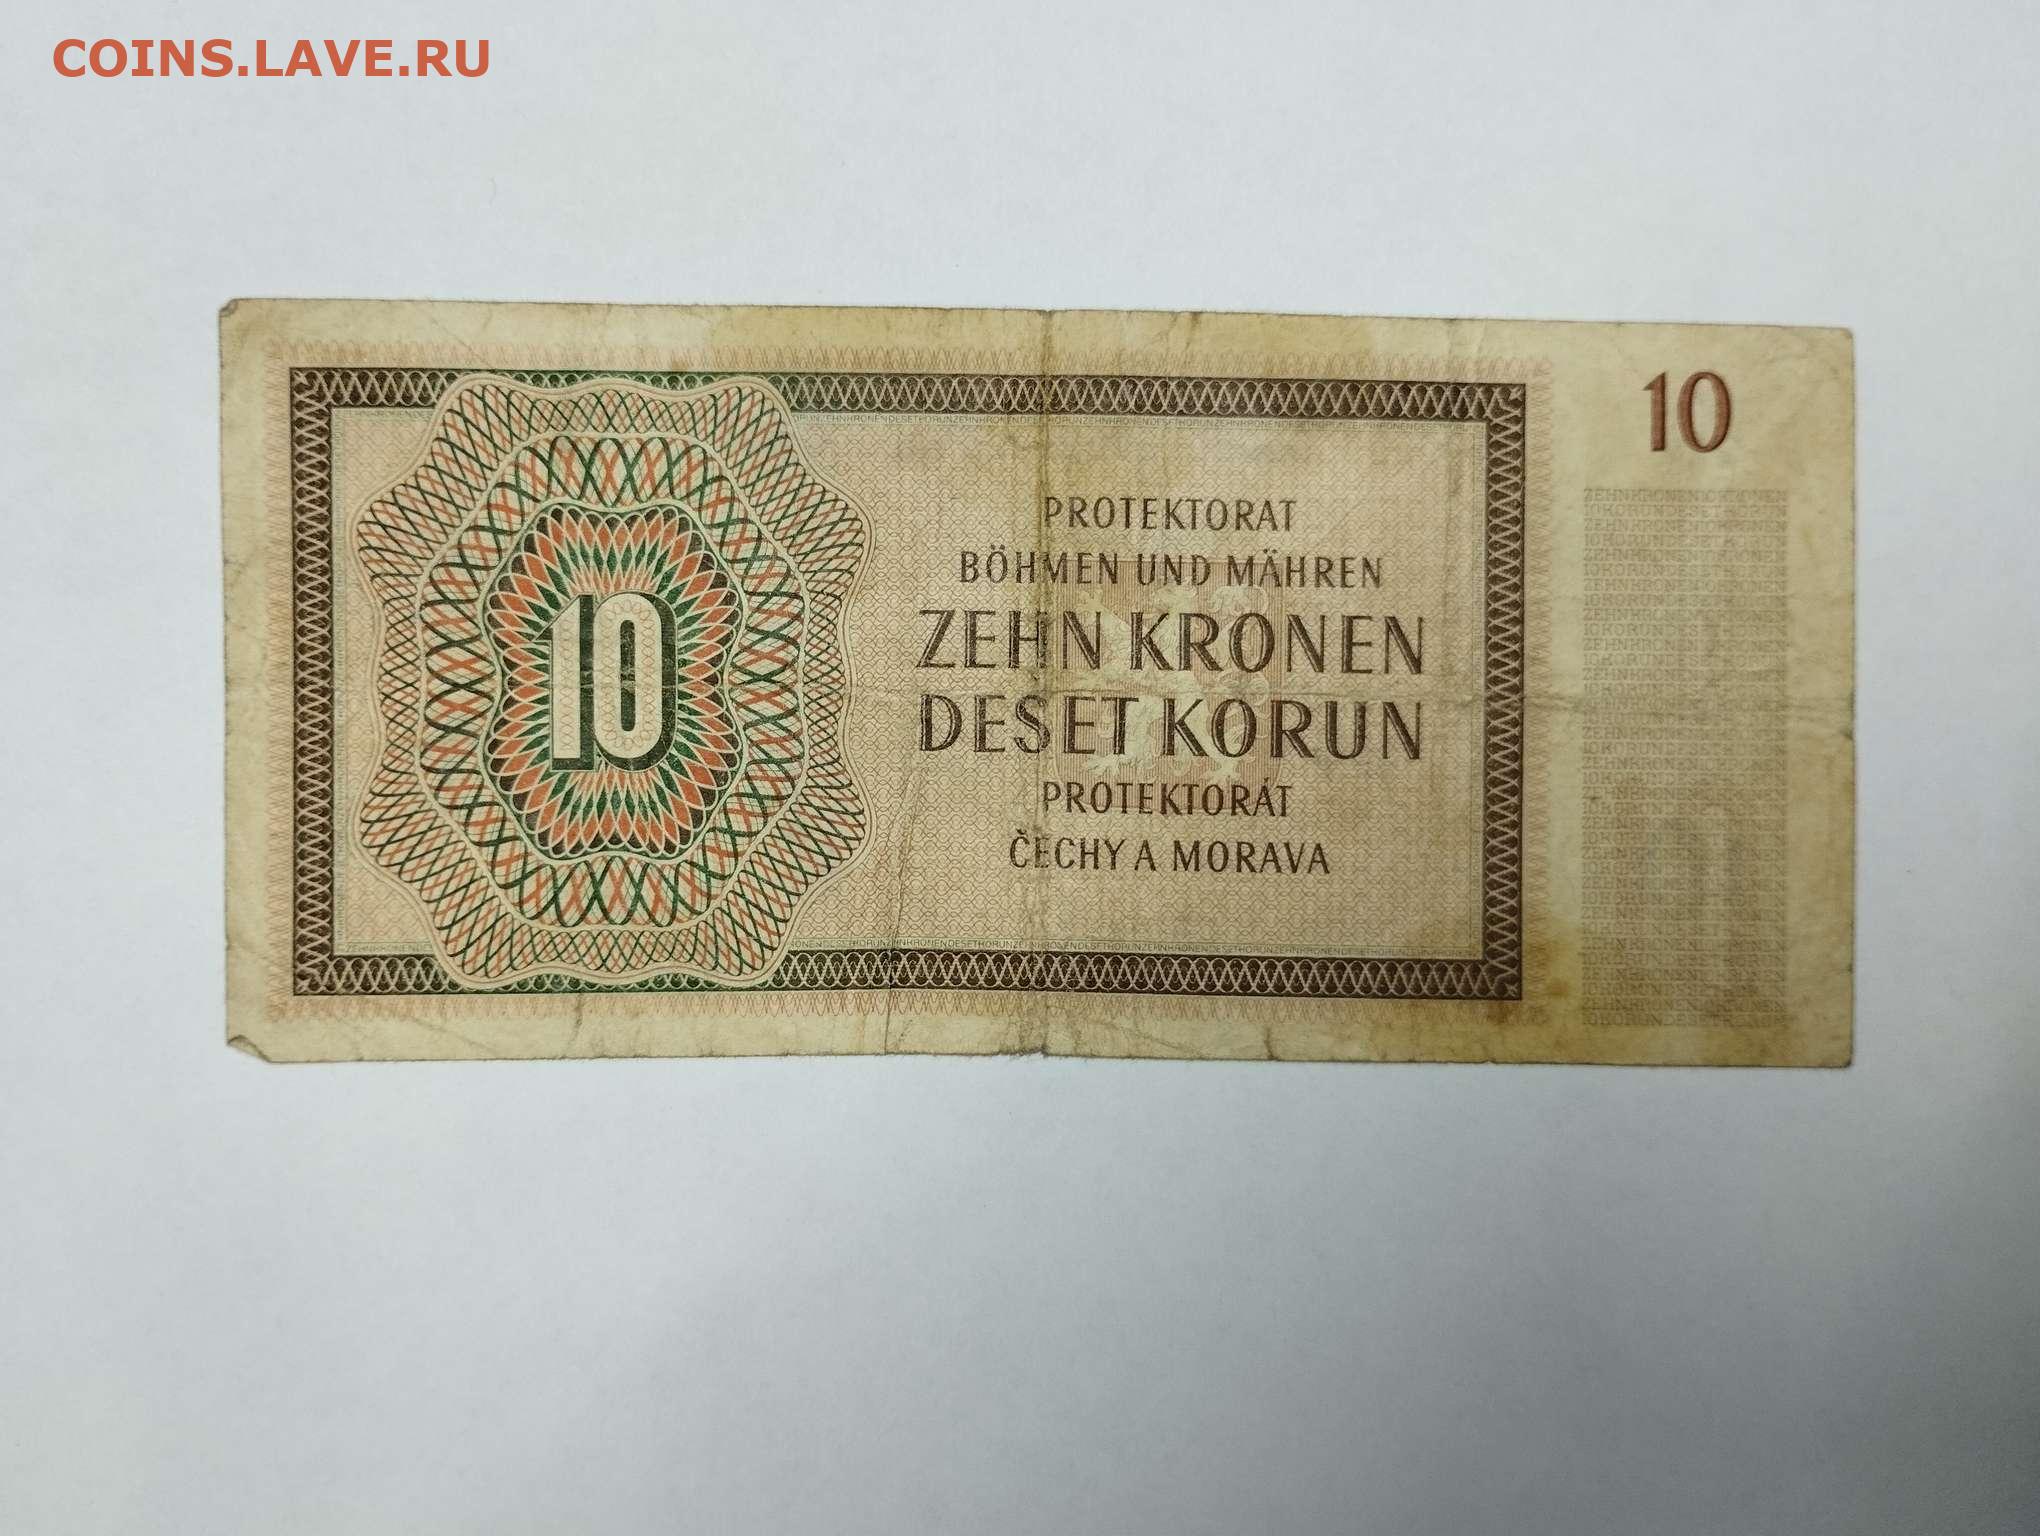 COINS.LAVE.RU
10
10
PROTEKTORAT
BÖHMEN UND MÄHREN
ZEHN KRONEN
DESET KORUN
PROTEKTORÁT
ČECHY A MORAVA